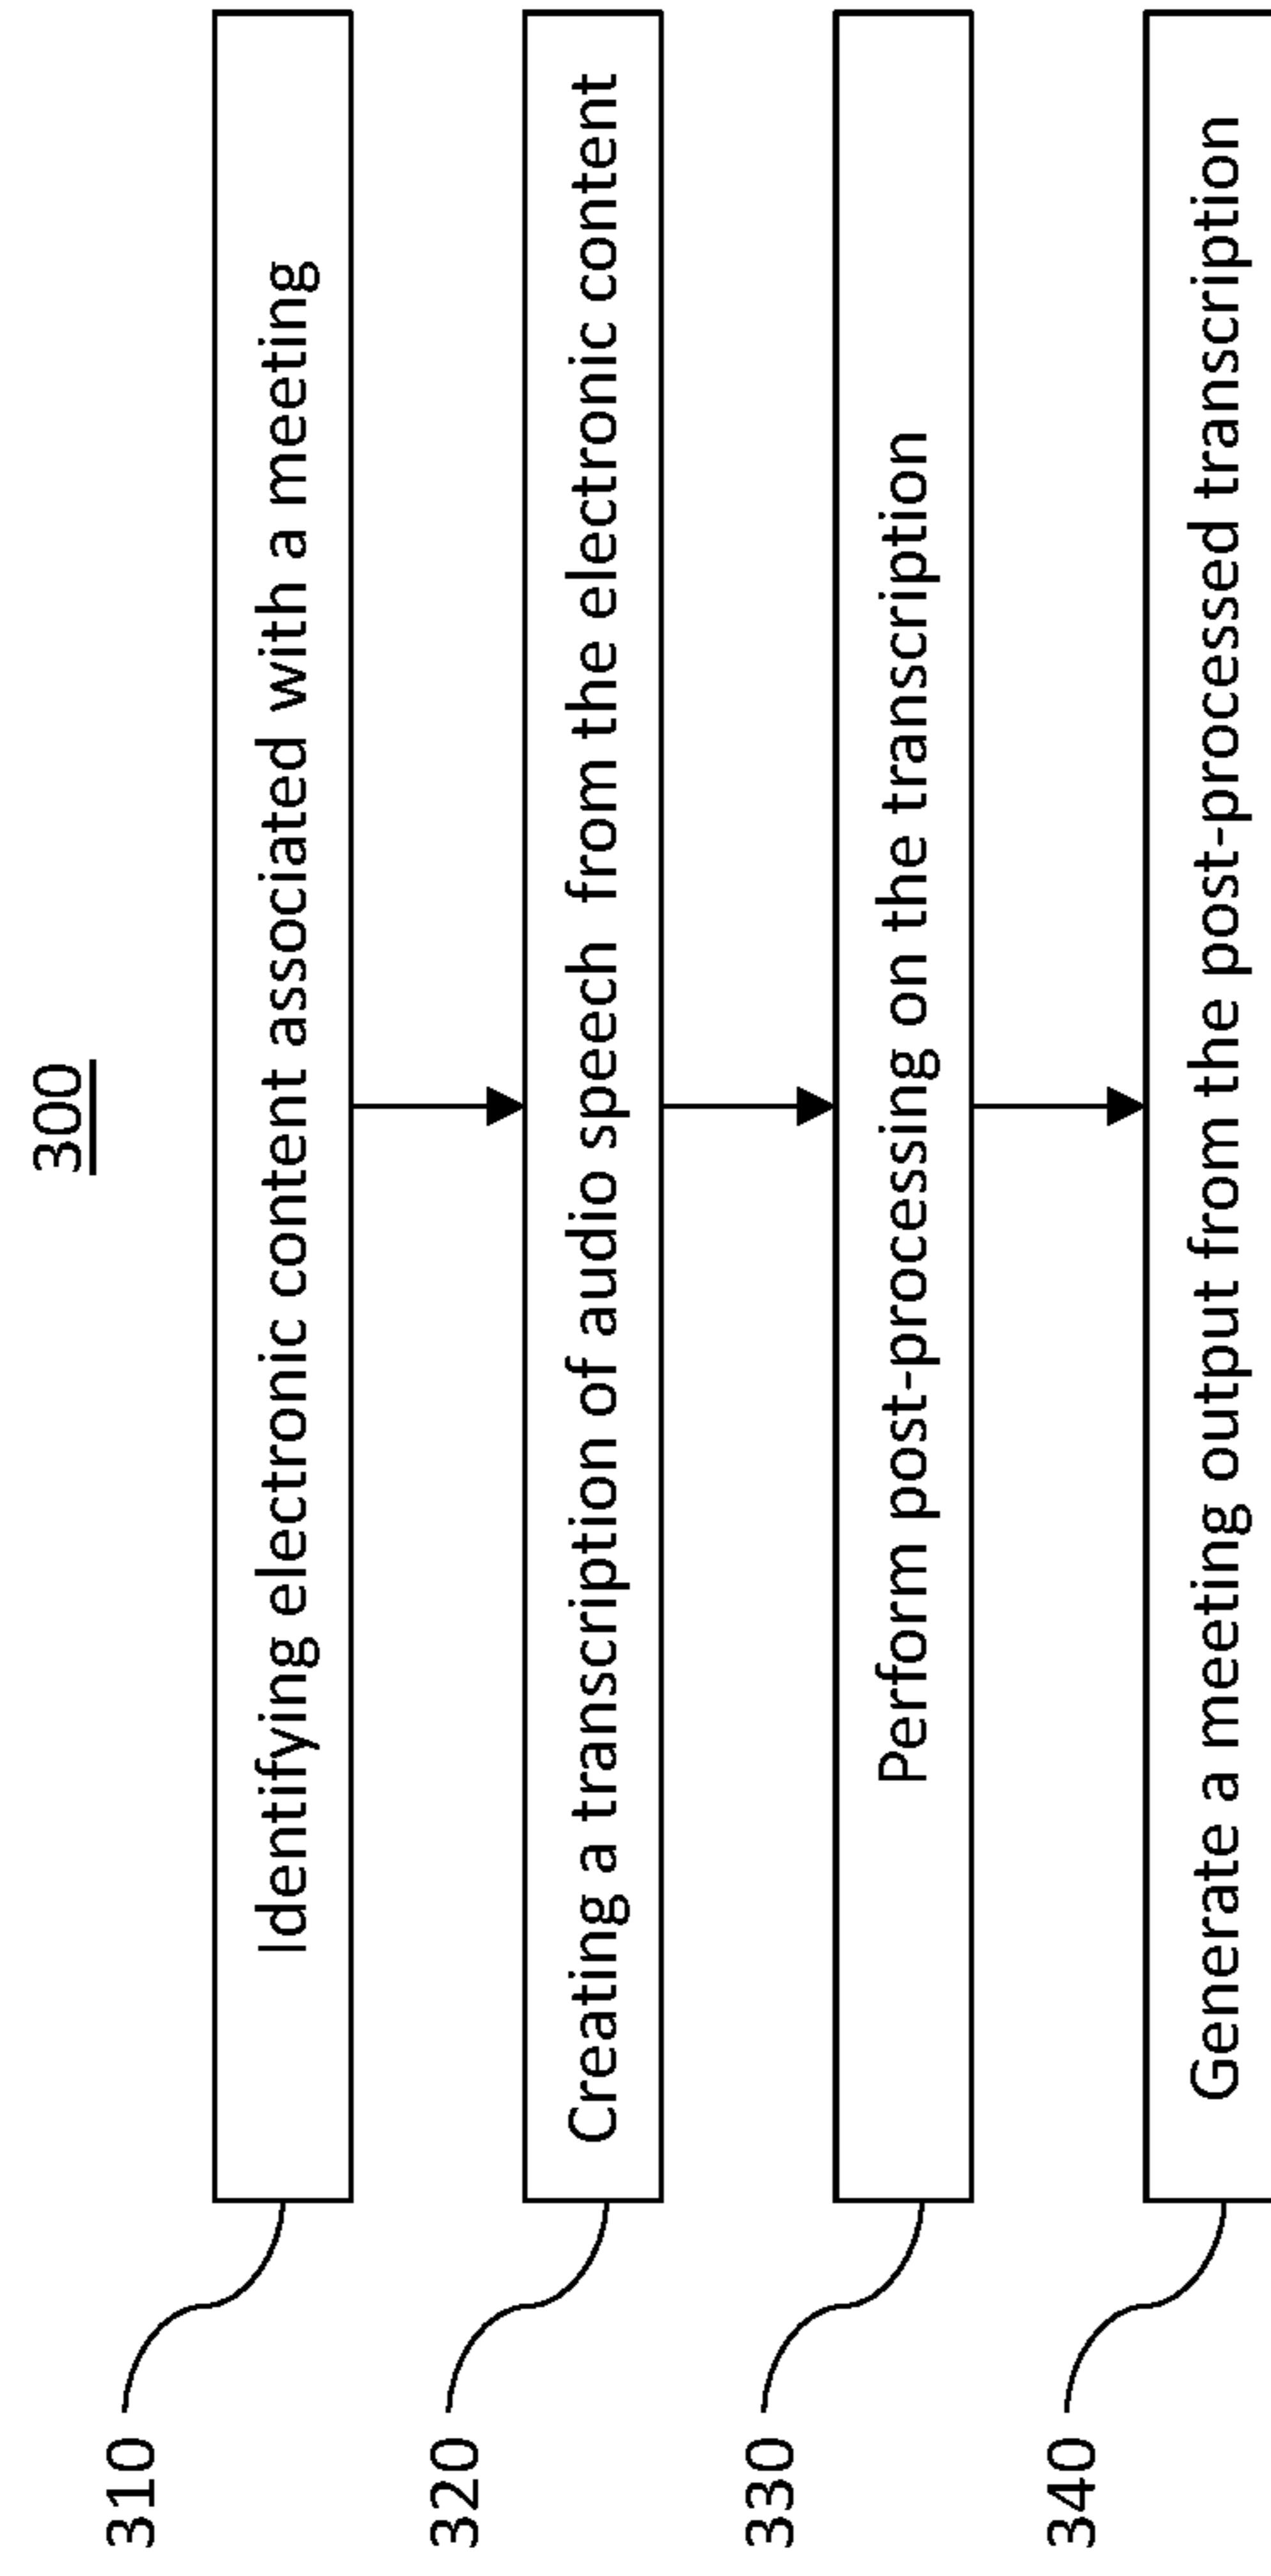 300
310
Identifying electronic content associated with a meeting
320
Creating a transcription of audio speech from the electronic content
330
Perform post-processing on the transcription
340
Generate a meeting output from the post-processed transcription